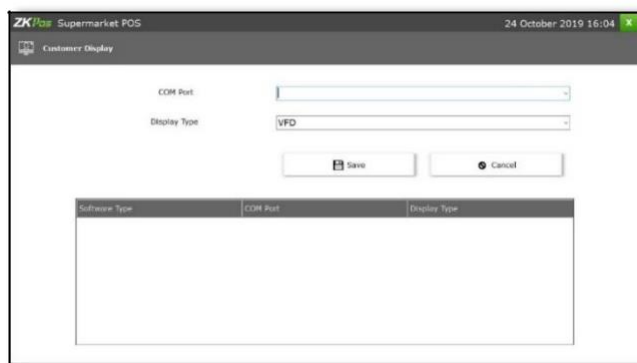 ZKPos Supermarket POS 24 October 2019 16:04 X
Customer Display
COM Port
Display Type VFD
Save Cancel
Software Type COM Port Display Type